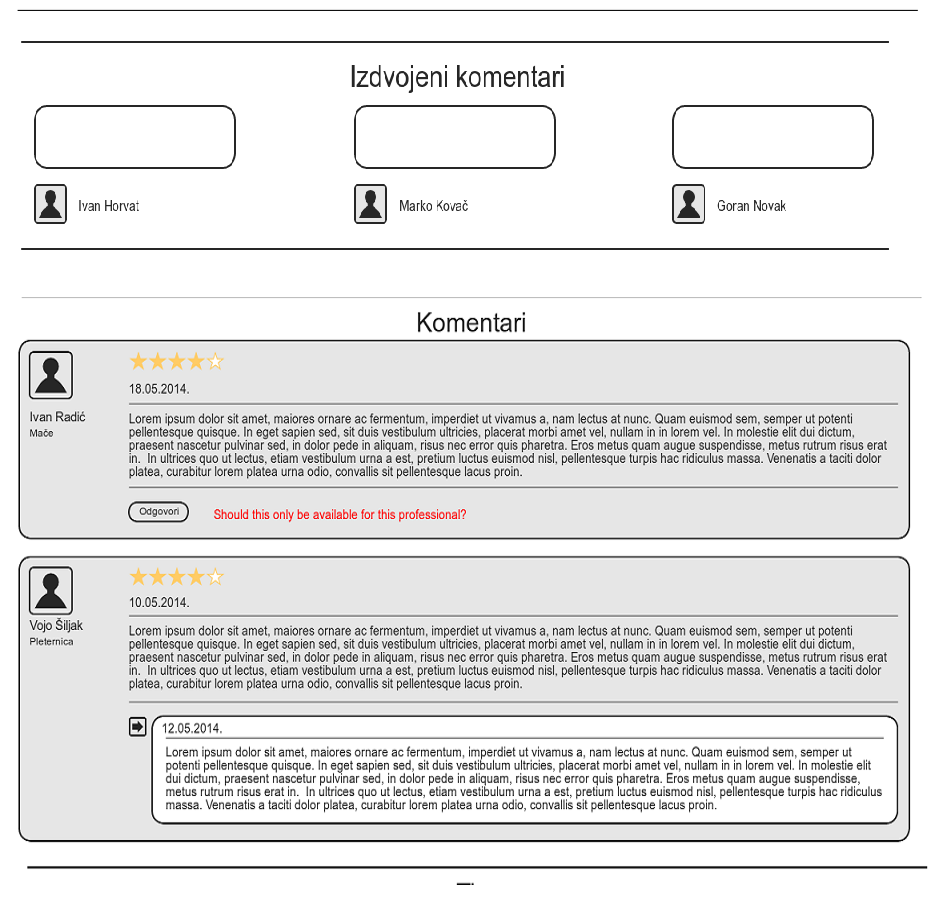 Izdvojeni komentari
Ivan Horvat
Marko Kovač
Goran Novak
Komentari
Ivan Radić
Mače
18.05.2014.
Lorem ipsum dolor sit amet, maiores ornare ac fermentum, imperdiet ut vivamus a, nam lectus at nunc. Quam euismod sem, semper ut potenti
pellentesque quisque. In eget sapien sed, sit duis vestibulum ultricies, placerat morbi amet vel, nullam in in lorem vel. In molestie elit dui dictum,
praesent nascetur pulvinar sed, in dolor pede in aliquam, risus nec error quis pharetra. Eros metus quam augue suspendisse, metus rutrum risus erat
in.  In ultrices quo ut lectus, etiam vestibulum urna a est, pretium luctus euismod nisl, pellentesque turpis hac ridiculus massa. Venenatis a taciti dolor
platea, curabitur lorem platea urna odio, convallis sit pellentesque lacus proin.
Odgovori
Should this only be available for this professional?
Vojo Šiljak
Pleternica
10.05.2014.
Lorem ipsum dolor sit amet, maiores ornare ac fermentum, imperdiet ut vivamus a, nam lectus at nunc. Quam euismod sem, semper ut potenti
pellentesque quisque. In eget sapien sed, sit duis vestibulum ultricies, placerat morbi amet vel, nullam in in lorem vel. In molestie elit dui dictum,
praesent nascetur pulvinar sed, in dolor pede in aliquam, risus nec error quis pharetra. Eros metus quam augue suspendisse, metus rutrum risus erat
in.  In ultrices quo ut lectus, etiam vestibulum urna a est, pretium luctus euismod nisl, pellentesque turpis hac ridiculus massa. Venenatis a taciti dolor
platea, curabitur lorem platea urna odio, convallis sit pellentesque lacus proin.
12.05.2014.
Lorem ipsum dolor sit amet, maiores ornare ac fermentum, imperdiet ut vivamus a, nam lectus at nunc. Quam euismod sem, semper ut
potenti pellentesque quisque. In eget sapien sed, sit duis vestibulum ultricies, placerat morbi amet vel, nullam in in lorem vel. In molestie elit
dui dictum, praesent nascetur pulvinar sed, in dolor pede in aliquam, risus nec error quis pharetra. Eros metus quam augue suspendisse,
metus rutrum risus erat in.  In ultrices quo ut lectus, etiam vestibulum urna a est, pretium luctus euismod nisl, pellentesque turpis hac ridiculus
massa. Venenatis a taciti dolor platea, curabitur lorem platea urna odio, convallis sit pellentesque lacus proin.